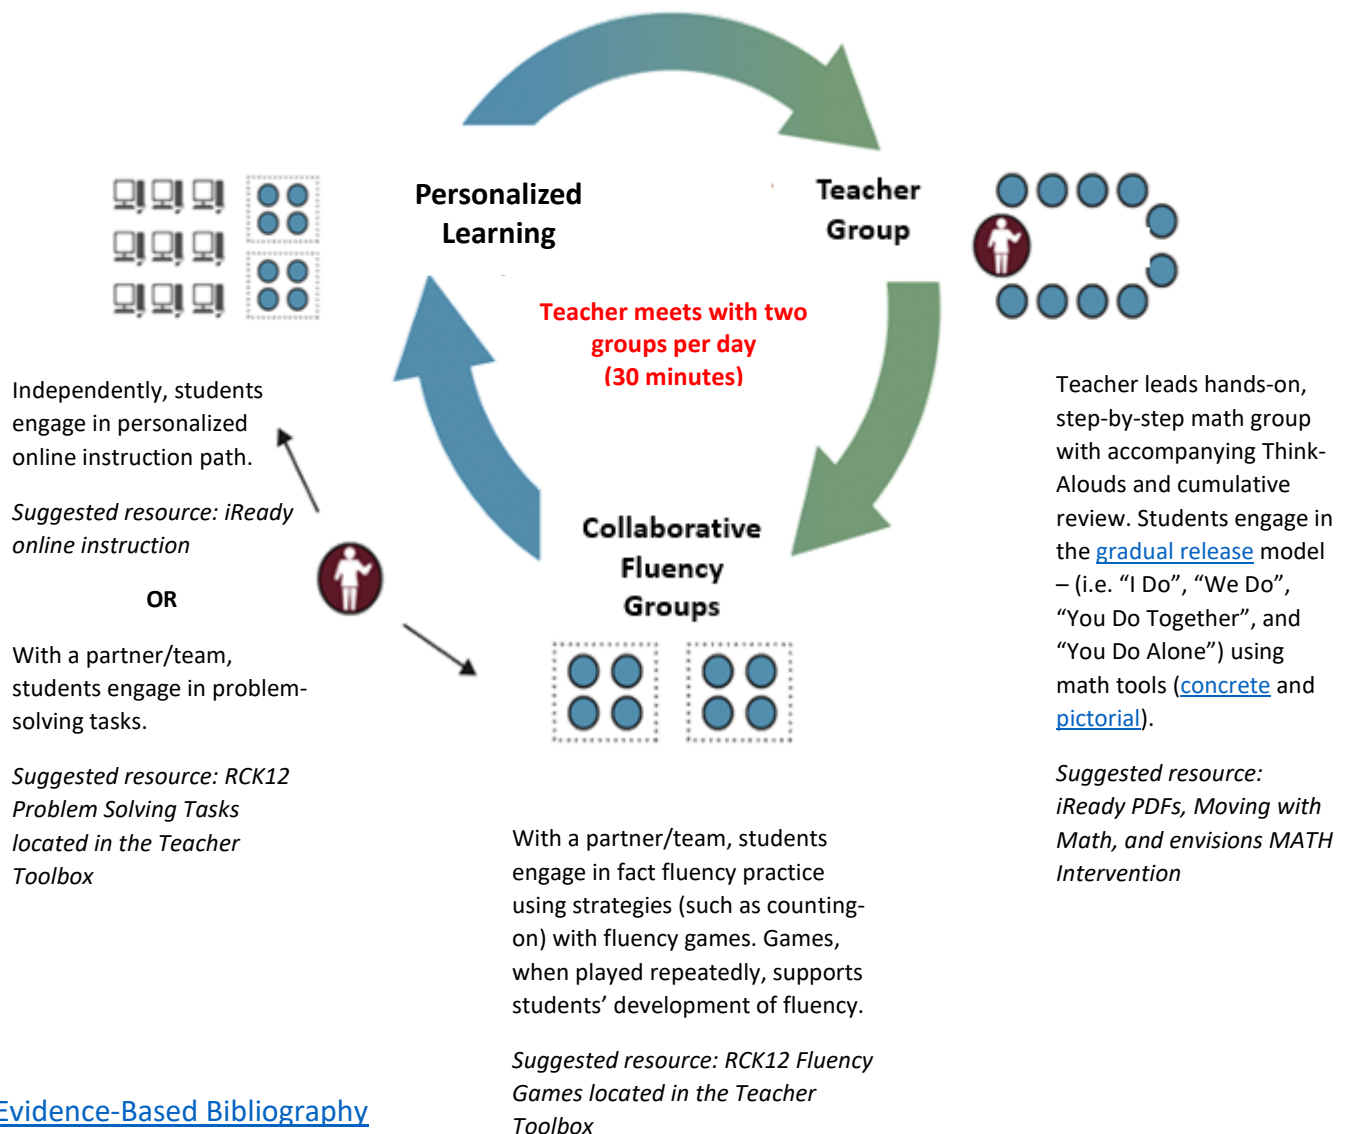 Personalized
Learning
Teacher
Group
Teacher meets with two
groups per day
(30 minutes)
Independently, students
engage in personalized
online instruction path.
Suggested resource: iReady
online instruction
OR
With a partner/team,
students engage in problem-
solving tasks.
Suggested resource: RCK12
Problem Solving Tasks
located in the Teacher
Toolbox
Collaborative
Fluency
Groups
With a partner/team, students
engage in fact fluency practice
using strategies (such as counting-
on) with fluency games. Games,
when played repeatedly, supports
students’ development of fluency.
Suggested resource: RCK12 Fluency
Games located in the Teacher
Toolbox
Teacher leads hands-on,
step-by-step math group
with accompanying Think-
Alouds and cumulative
review. Students engage in
the gradual release model
– (i.e. “I Do”, “We Do”,
“You Do Together”, and
“You Do Alone”) using
math tools (concrete and
pictorial).
Suggested resource:
iReady PDFs, Moving with
Math, and envisions MATH
Intervention
Evidence-Based Bibliography